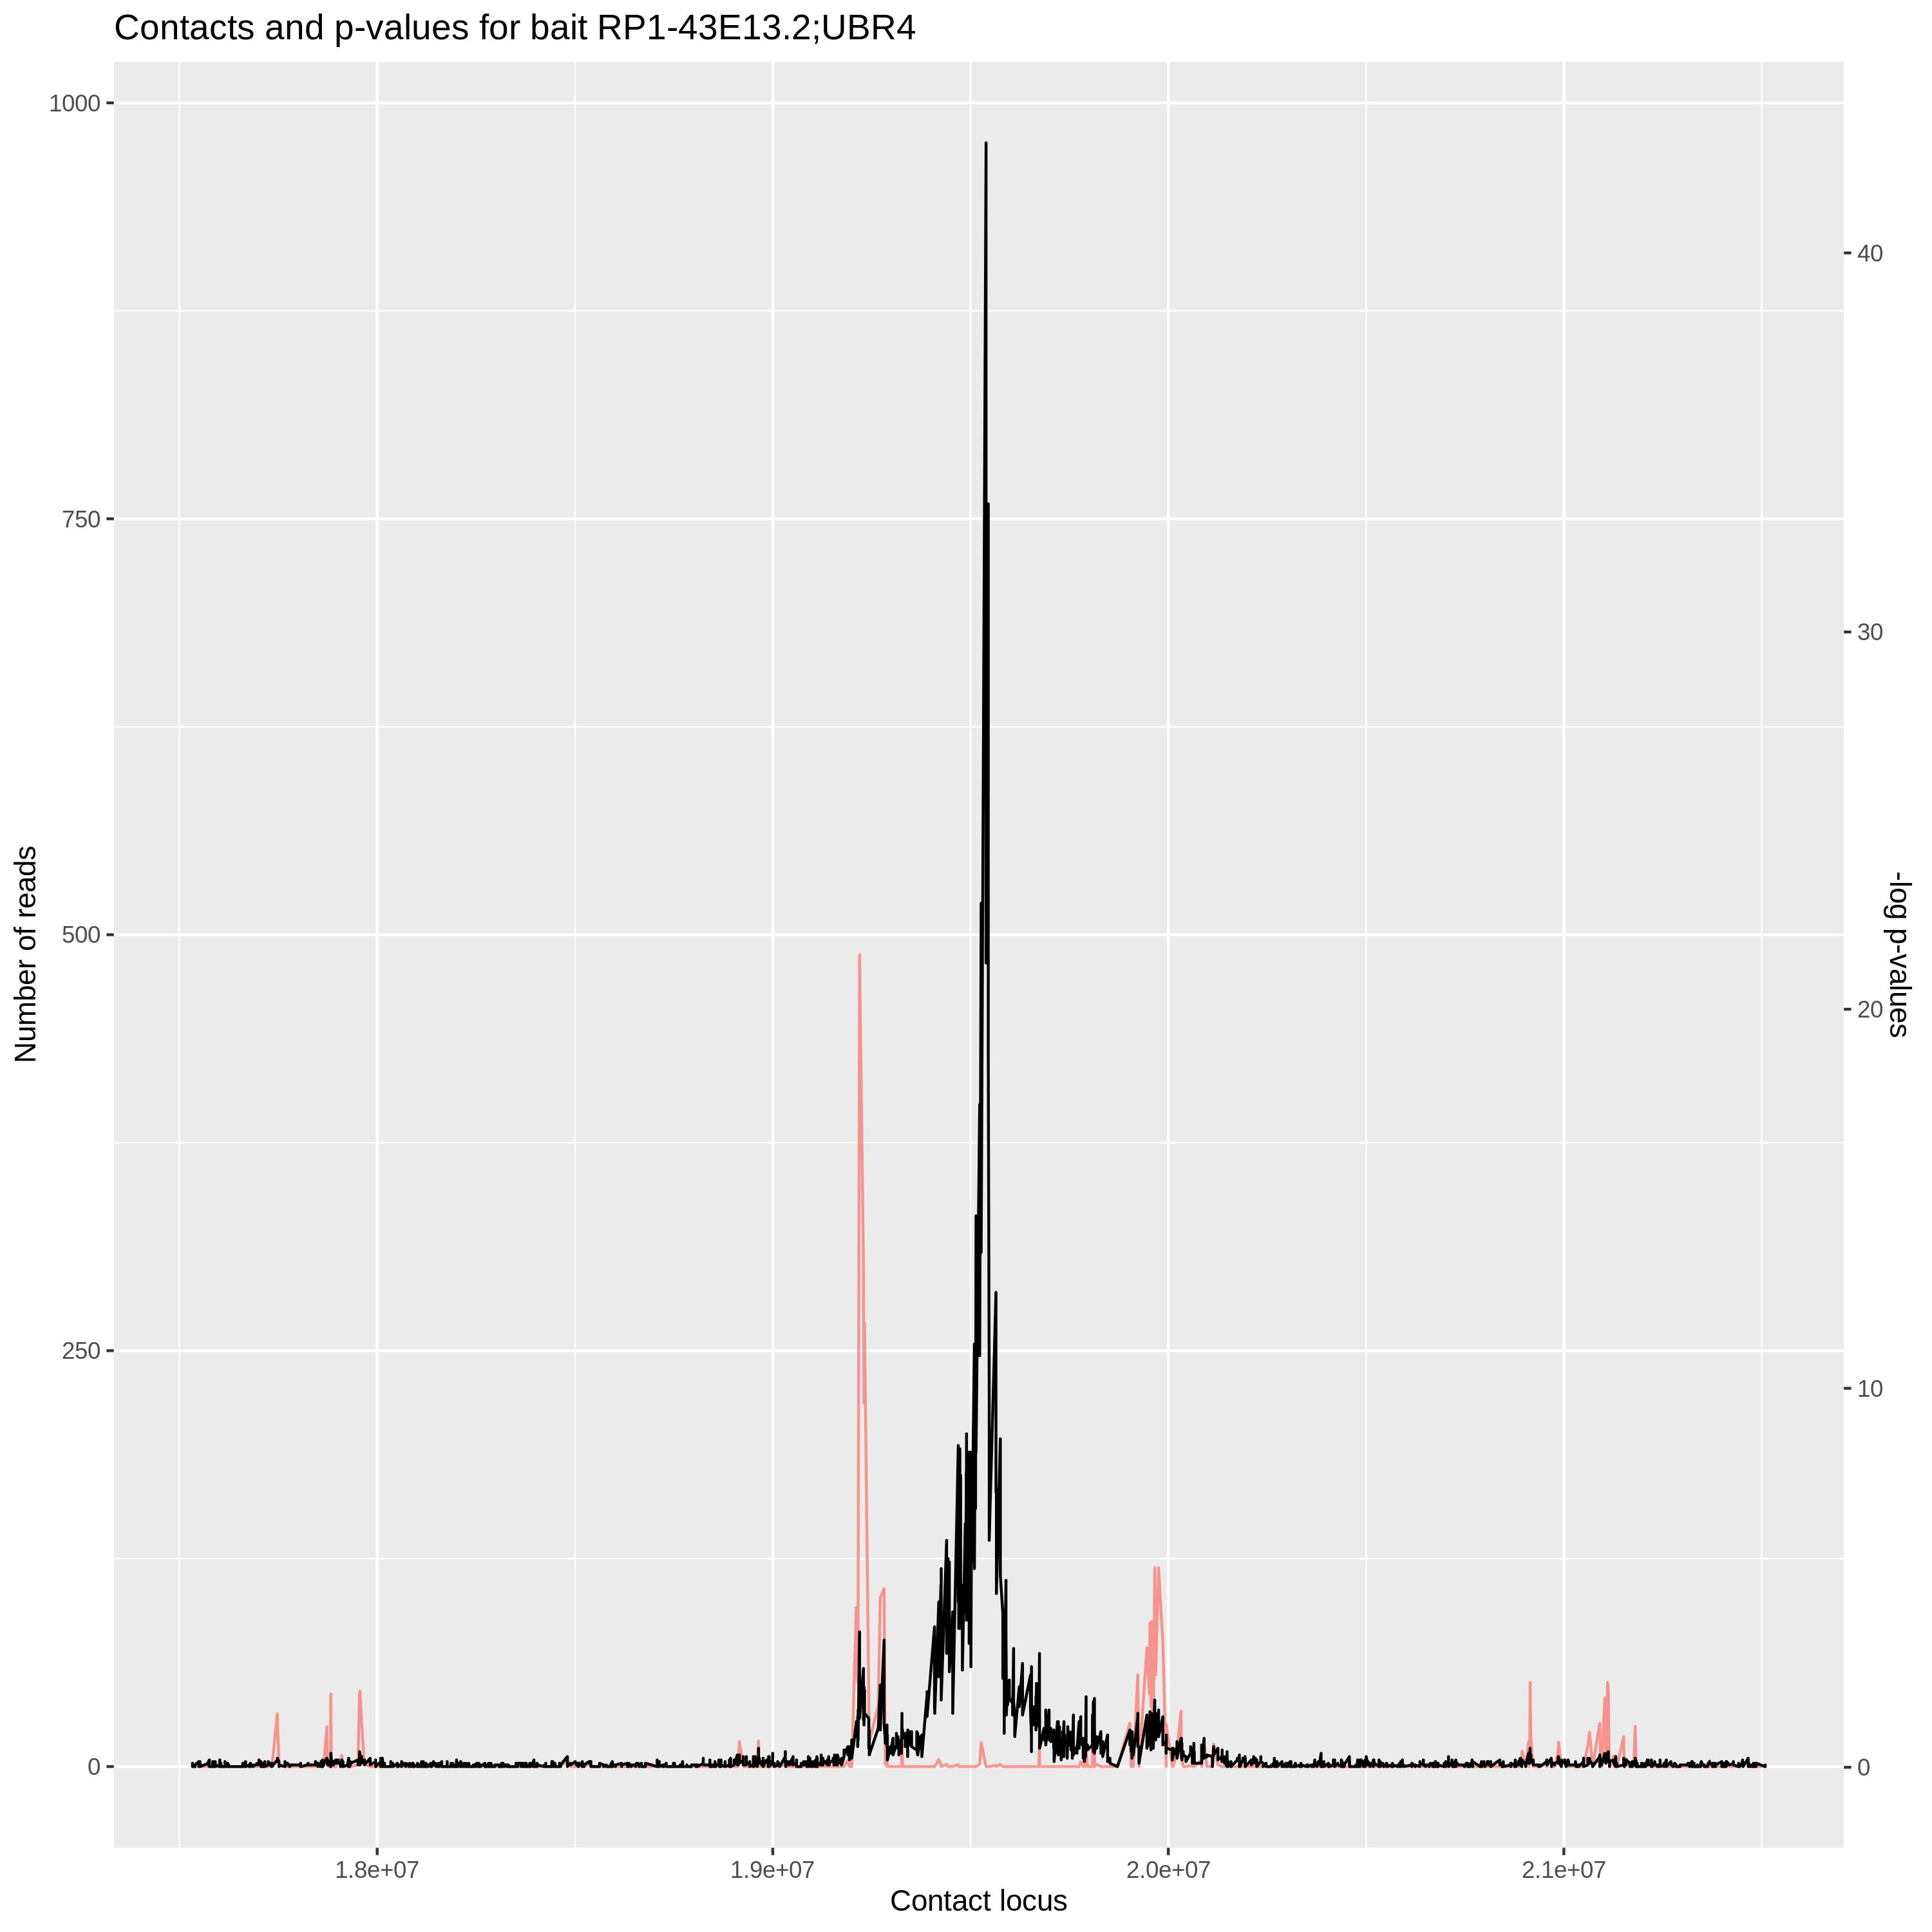 Contacts and p-values for bait RP1-43E13.2;UBR4
1000
750
500
250
0
Number of reads
40
30
20
10
0
-log p-values
1.8e+07
1.9e+07
2.0e+07
2.1e+07
Contact locus